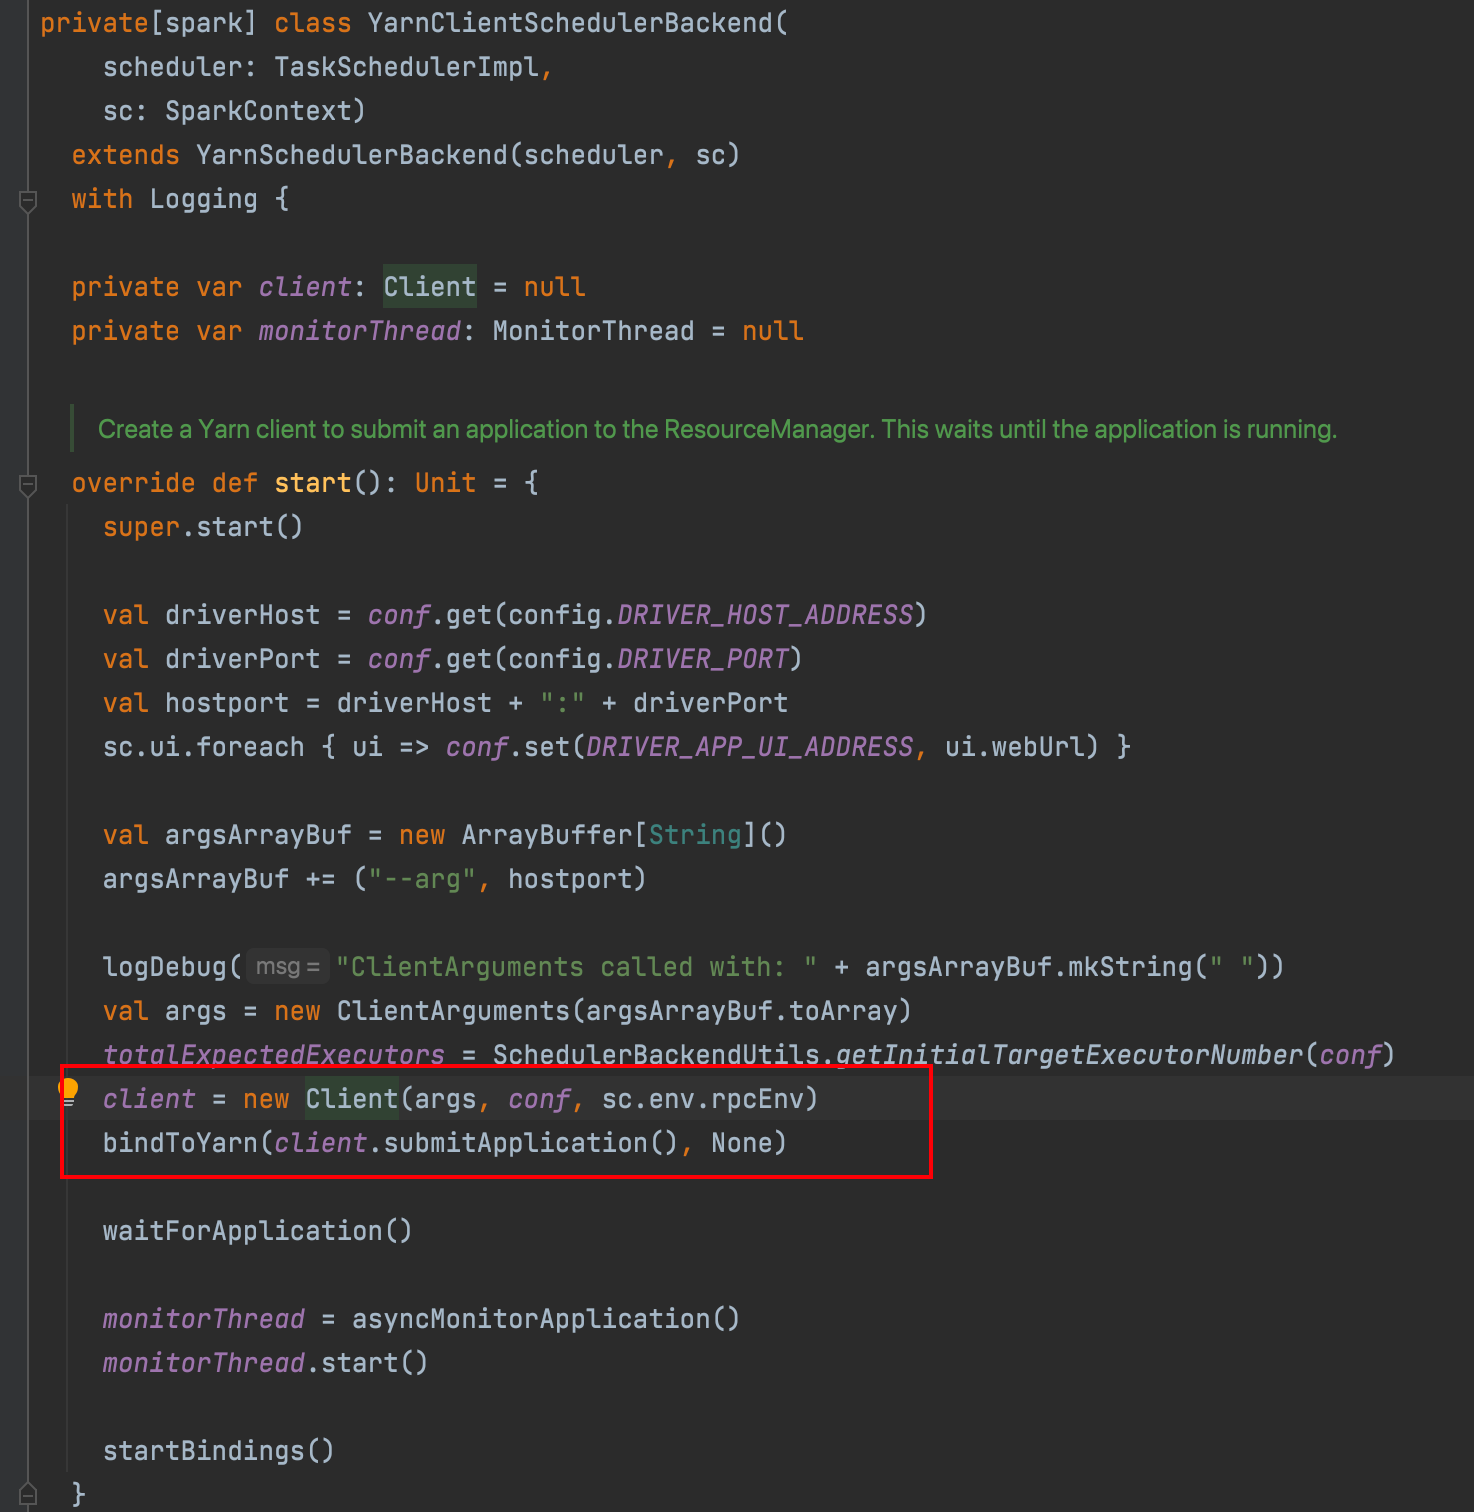 private[spark] class YarnClientSchedulerBackend(
    scheduler: TaskSchedulerImpl,
    sc: SparkContext)
  extends YarnSchedulerBackend(scheduler, sc)
  with Logging {
  private var client: Client = null
  private var monitorThread: MonitorThread = null
  Create a Yarn client to submit an application to the ResourceManager. This waits until the application is running.
  override def start(): Unit = {
    super.start()
    val driverHost = conf.get(config.DRIVER_HOST_ADDRESS)
    val driverPort = conf.get(config.DRIVER_PORT)
    val hostport = driverHost + ":" + driverPort
    sc.ui.foreach { ui => conf.set(DRIVER_APP_UI_ADDRESS, ui.webUrl) }
    val argsArrayBuf = new ArrayBuffer[String]()
    argsArrayBuf += ("--arg", hostport)
    logDebug( msg = "ClientArguments called with: " + argsArrayBuf.mkString(" "))
    val args = new ClientArguments(argsArrayBuf.toArray)
    totalExpectedExecutors = SchedulerBackendUtils.getInitialTargetExecutorNumber(conf)
    client = new Client(args, conf, sc.env.rpcEnv)
    bindToYarn(client.submitApplication(), None)
    waitForApplication()
    monitorThread = asyncMonitorApplication()
    monitorThread.start()
    startBindings()
  }